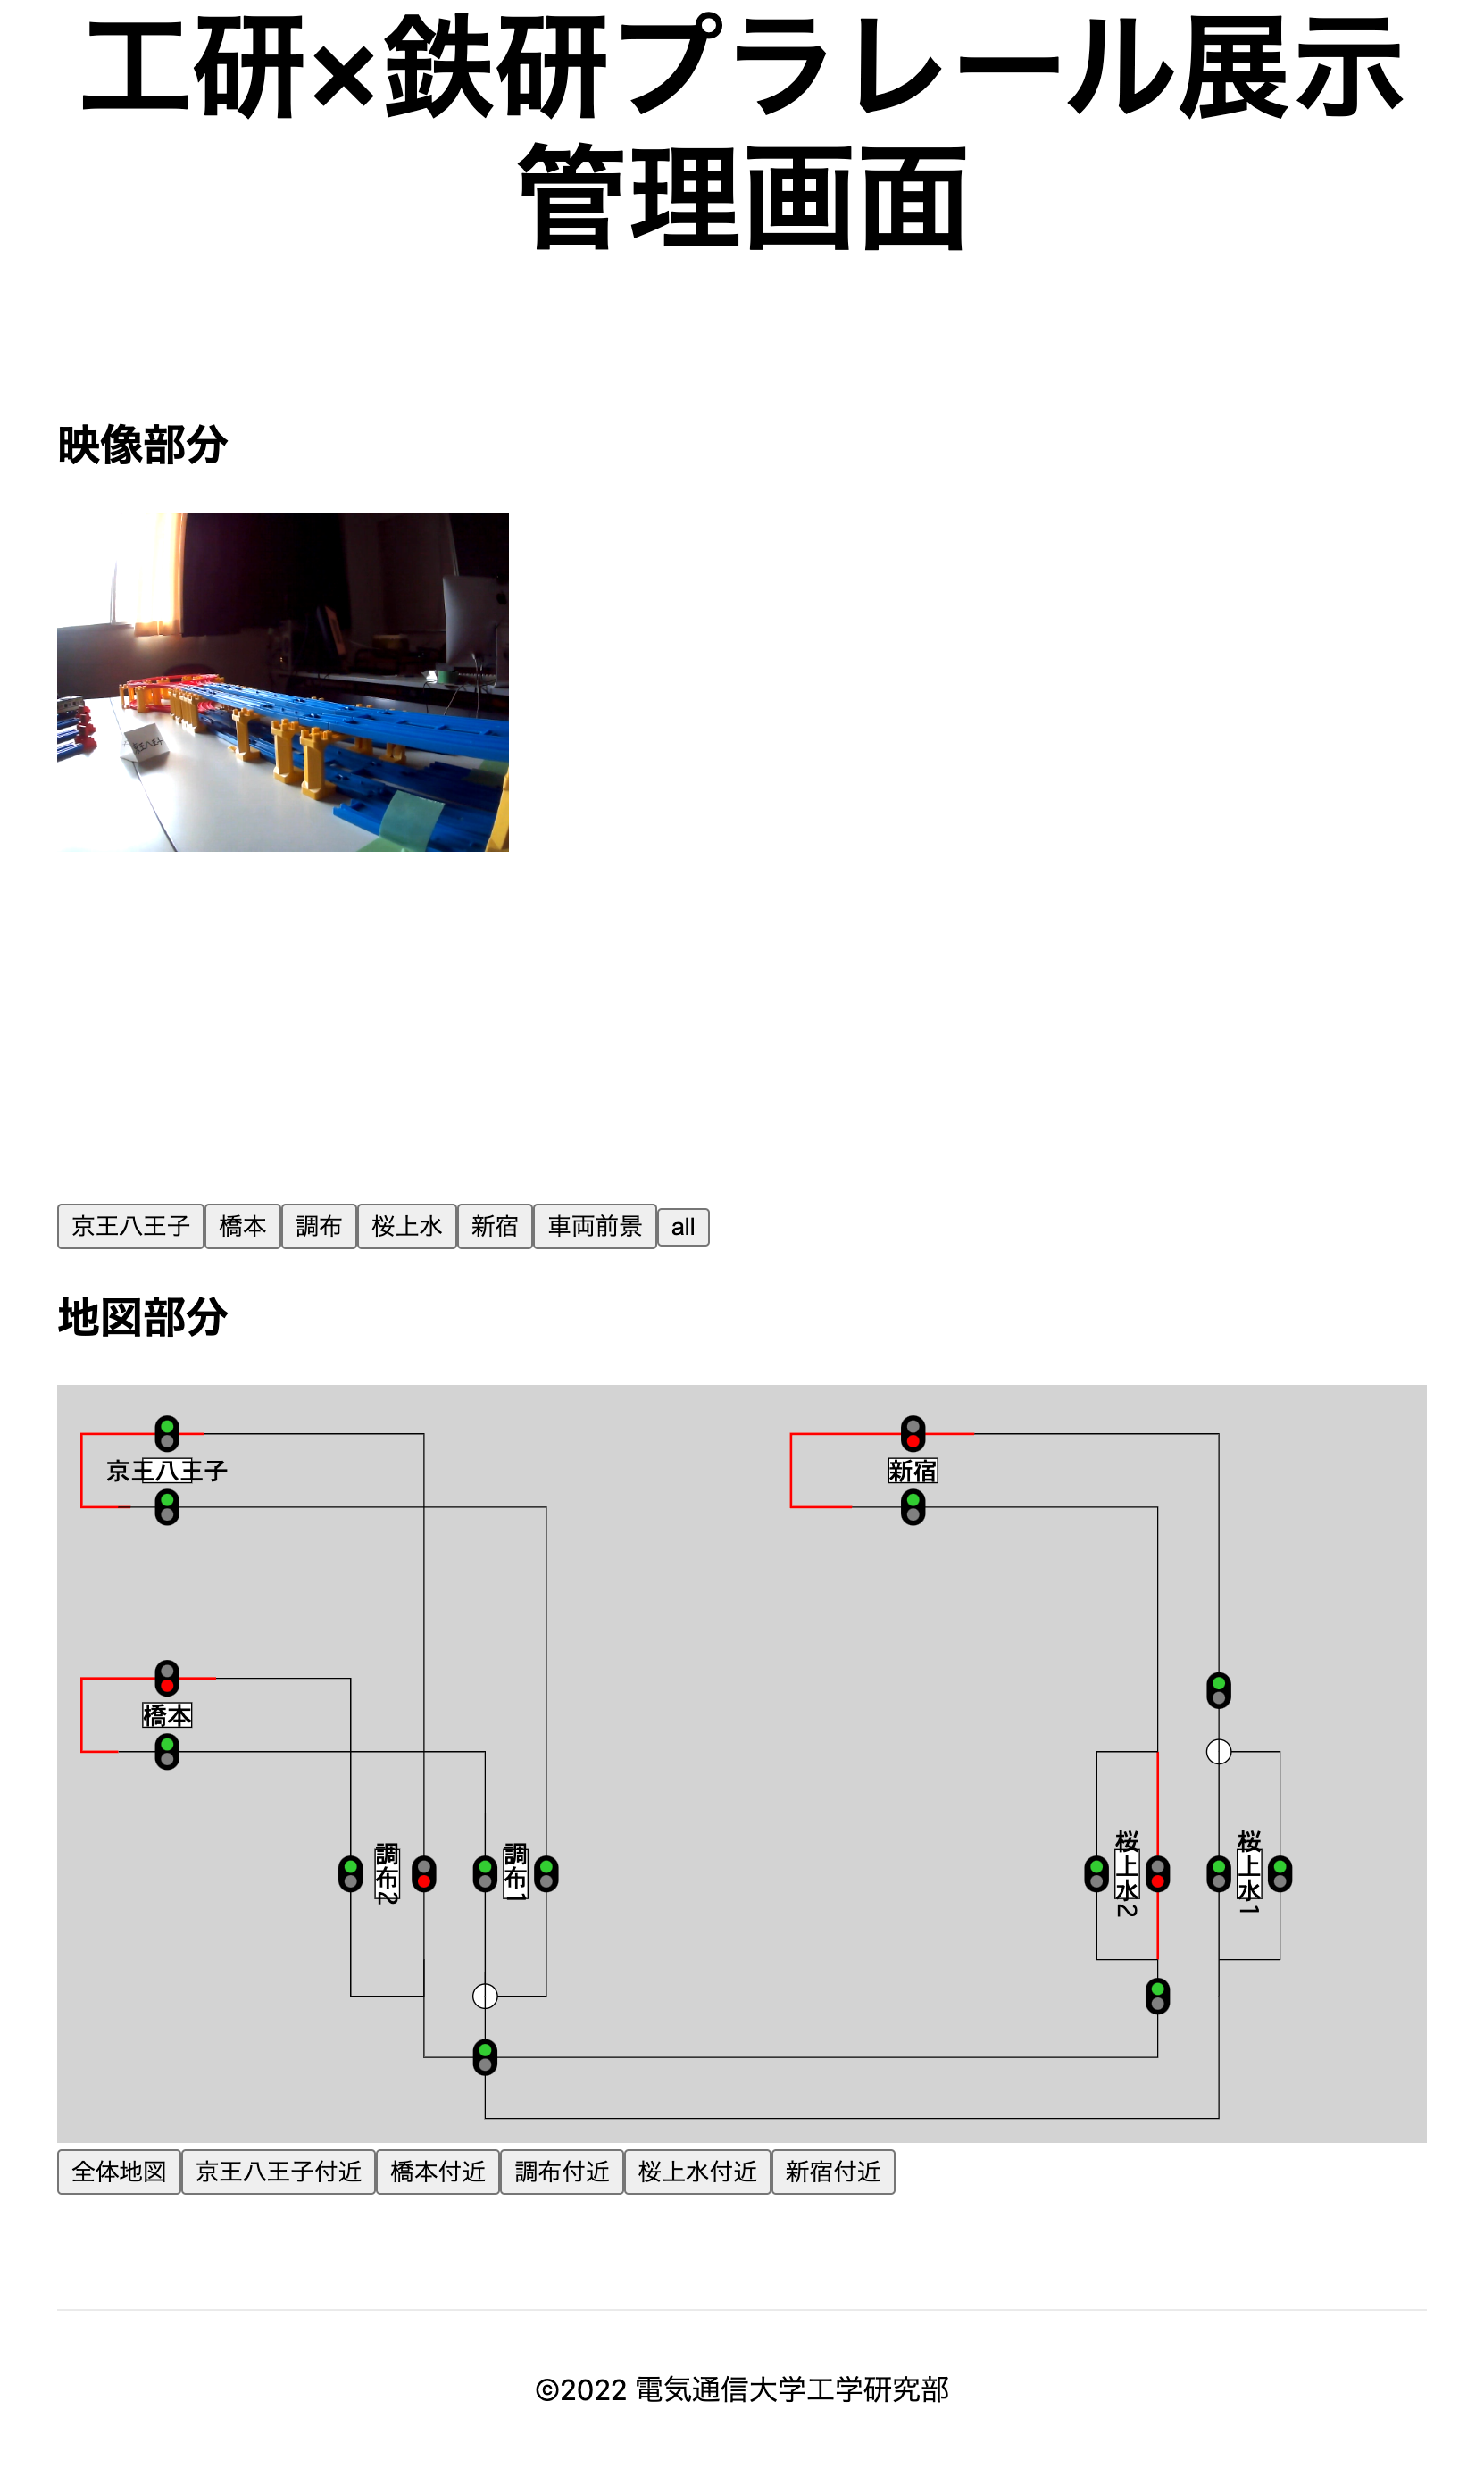 工研×鉄研プラレール展示
管理画面
映像部分
京王八王子
京王八王子 橋本 調布 桜上水 新宿 車両前景 all
地図部分
京王八王子
新宿
橋本
調布2
調布1
桜上水2
桜上水1
全体地図 京王八王子付近 橋本付近 調布付近 桜上水付近 新宿付近
©2022 電気通信大学工学研究部